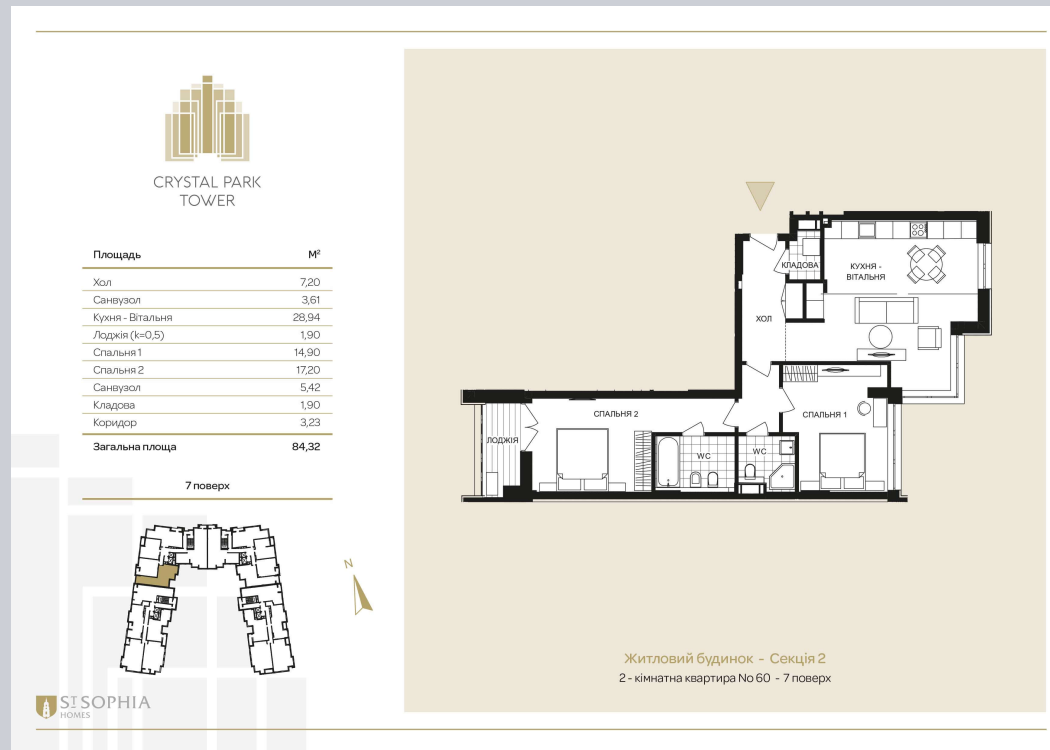 CRYSTAL PARK
TOWER
Площадь М²
Хол 7,20
Санвузол 3,61
Кухня - Вітальня 28,94
Лоджія (k=0,5) 1,90
Спальня 1 14,90
Спальня 2 17,20
Санвузол 5,42
Кладова 1,90
Коридор 3,23
Загальна площа 84,32
7 поверх
N
ST SOPHIA
HOMES
КЛАДОВА
КУХНЯ -
ВІТАЛЬНЯ
ХОЛ
СПАЛЬНЯ 2
СПАЛЬНЯ 1
ЛОДЖІЯ
WC
WC
Житловий будинок - Секція 2
2 - кімнатна квартира No 60 - 7 поверх